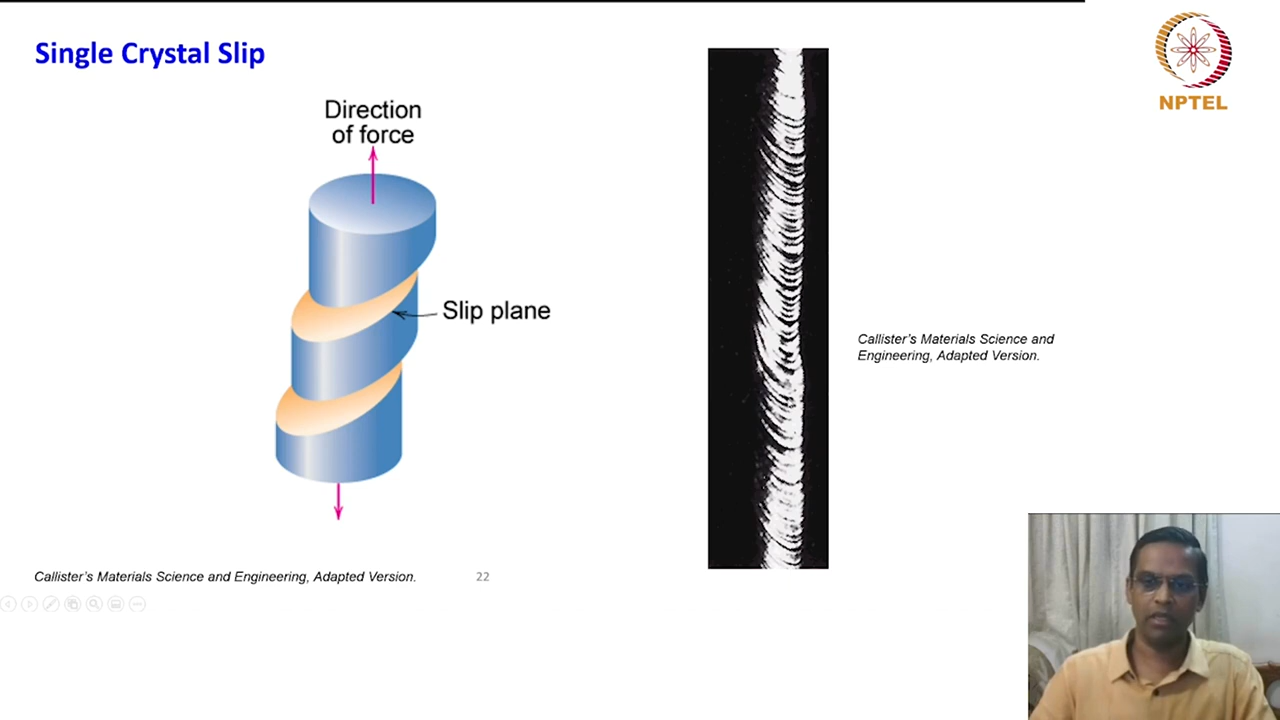 Single Crystal Slip
NPTEL
Direction
of force
Slip plane
Callister's Materials Science and
Engineering, Adapted Version.
Callister's Materials Science and Engineering, Adapted Version.
22